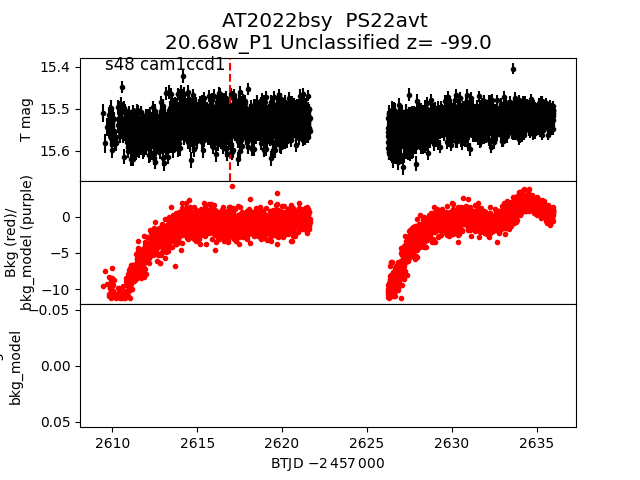 AT2022bsy  PS22avt
20.68w_P1 Unclassified z= -99.0
s48 cam1ccd1
15.4
15.5
15.6
T mag
0
−5
−10
Bkg (red)/
bkg_model (purple)
−0.05
0.00
0.05
bkg_model
2610
2615
2620
2625
2630
2635
BTJD −2 457 000